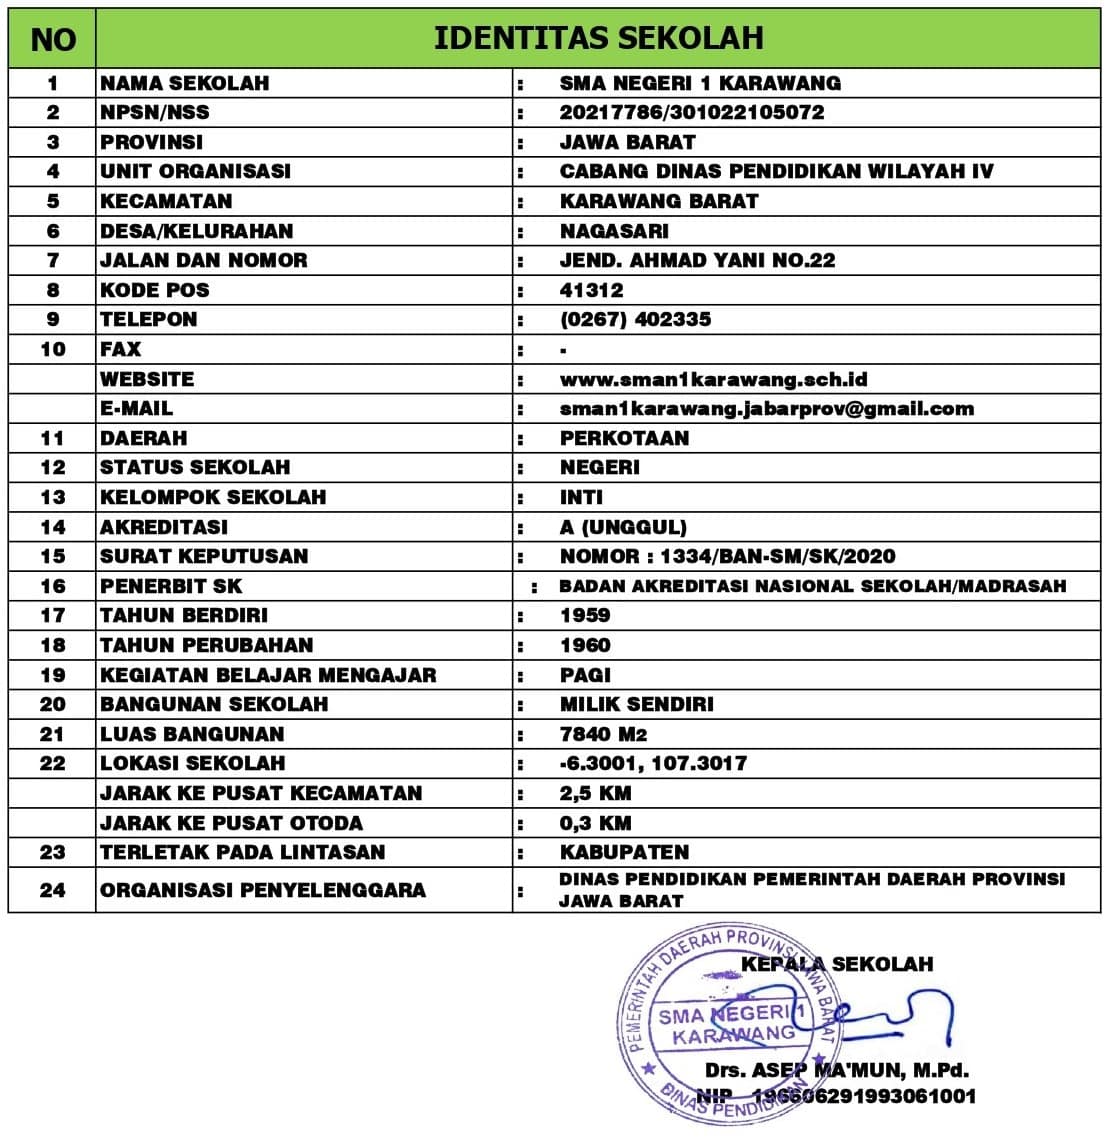 NO IDENTITAS SEKOLAH
1 NAMA SEKOLAH : SMA NEGERI 1 KARAWANG
2 NPSN/NSS : 20217786/301022105072
3 PROVINSI : JAWA BARAT
4 UNIT ORGANISASI : CABANG DINAS PENDIDIKAN WILAYAH IV
5 KECAMATAN : KARAWANG BARAT
6 DESA/KELURAHAN : NAGASARI
7 JALAN DAN NOMOR : JEND. AHMAD YANI NO.22
8 KODE POS : 41312
9 TELEPON : (0267) 402335
10 FAX : -
WEBSITE : www.sman1karawang.sch.id
E-MAIL : sman1karawang.jabarprov@gmail.com
11 DAERAH : PERKOTAAN
12 STATUS SEKOLAH : NEGERI
13 KELOMPOK SEKOLAH : INTI
14 AKREDITASI : A (UNGGUL)
15 SURAT KEPUTUSAN : NOMOR : 1334/BAN-SM/SK/2020
16 PENERBIT SK : BADAN AKREDITASI NASIONAL SEKOLAH/MADRASAH
17 TAHUN BERDIRI : 1959
18 TAHUN PERUBAHAN : 1960
19 KEGIATAN BELAJAR MENGAJAR : PAGI
20 BANGUNAN SEKOLAH : MILIK SENDIRI
21 LUAS BANGUNAN : 7840 M2
22 LOKASI SEKOLAH : -6.3001, 107.3017
JARAK KE PUSAT KECAMATAN : 2,5 KM
JARAK KE PUSAT OTODA : 0,3 KM
23 TERLETAK PADA LINTASAN : KABUPATEN
24 ORGANISASI PENYELENGGARA : DINAS PENDIDIKAN PEMERINTAH DAERAH PROVINSI
JAWA BARAT
KEPALA SEKOLAH
PEMERINTAH DAERAH PROVINSI JAWA BARAT
SMA NEGERI 1
KARAWANG
DINAS PENDIDIKAN
Drs. ASEP MA'MUN, M.Pd.
NIP 196606291993061001